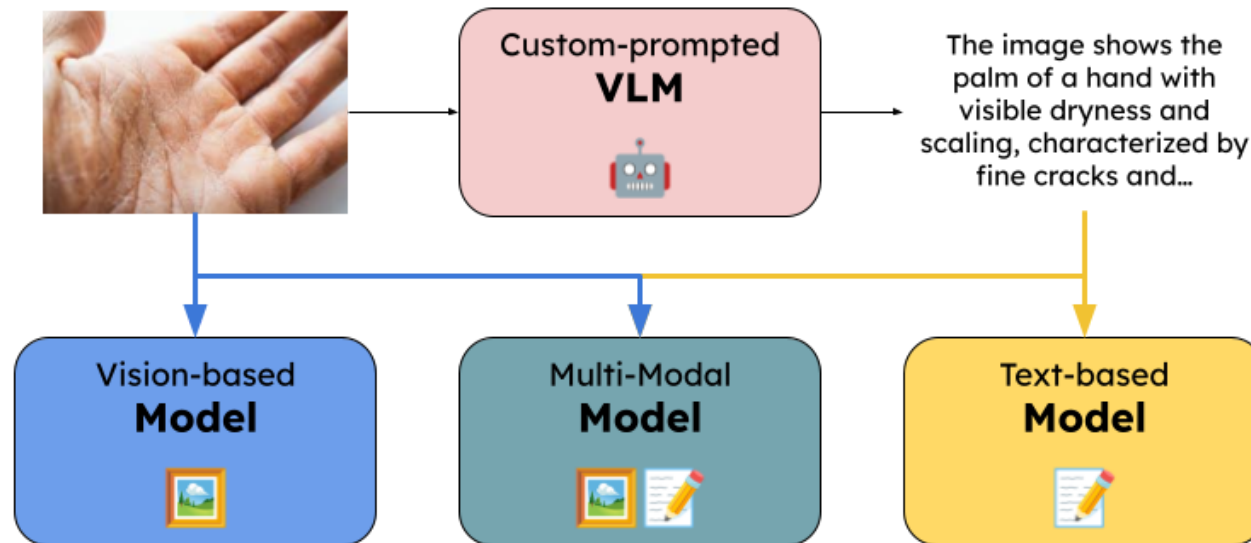 Custom-prompted
VLM
The image shows the
palm of a hand with
visible dryness and
scaling, characterized by
fine cracks and...
Vision-based
Model
Multi-Modal
Model
Text-based
Model